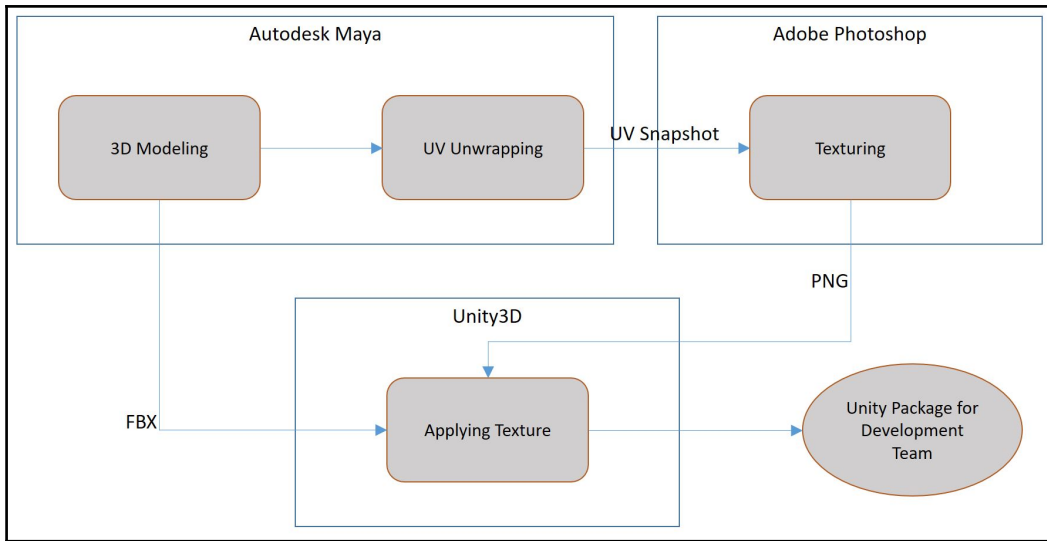 Autodesk Maya
Adobe Photoshop
3D Modeling
UV Unwrapping
UV Snapshot
Texturing
PNG
Unity3D
FBX
Applying Texture
Unity Package for
Development
Team